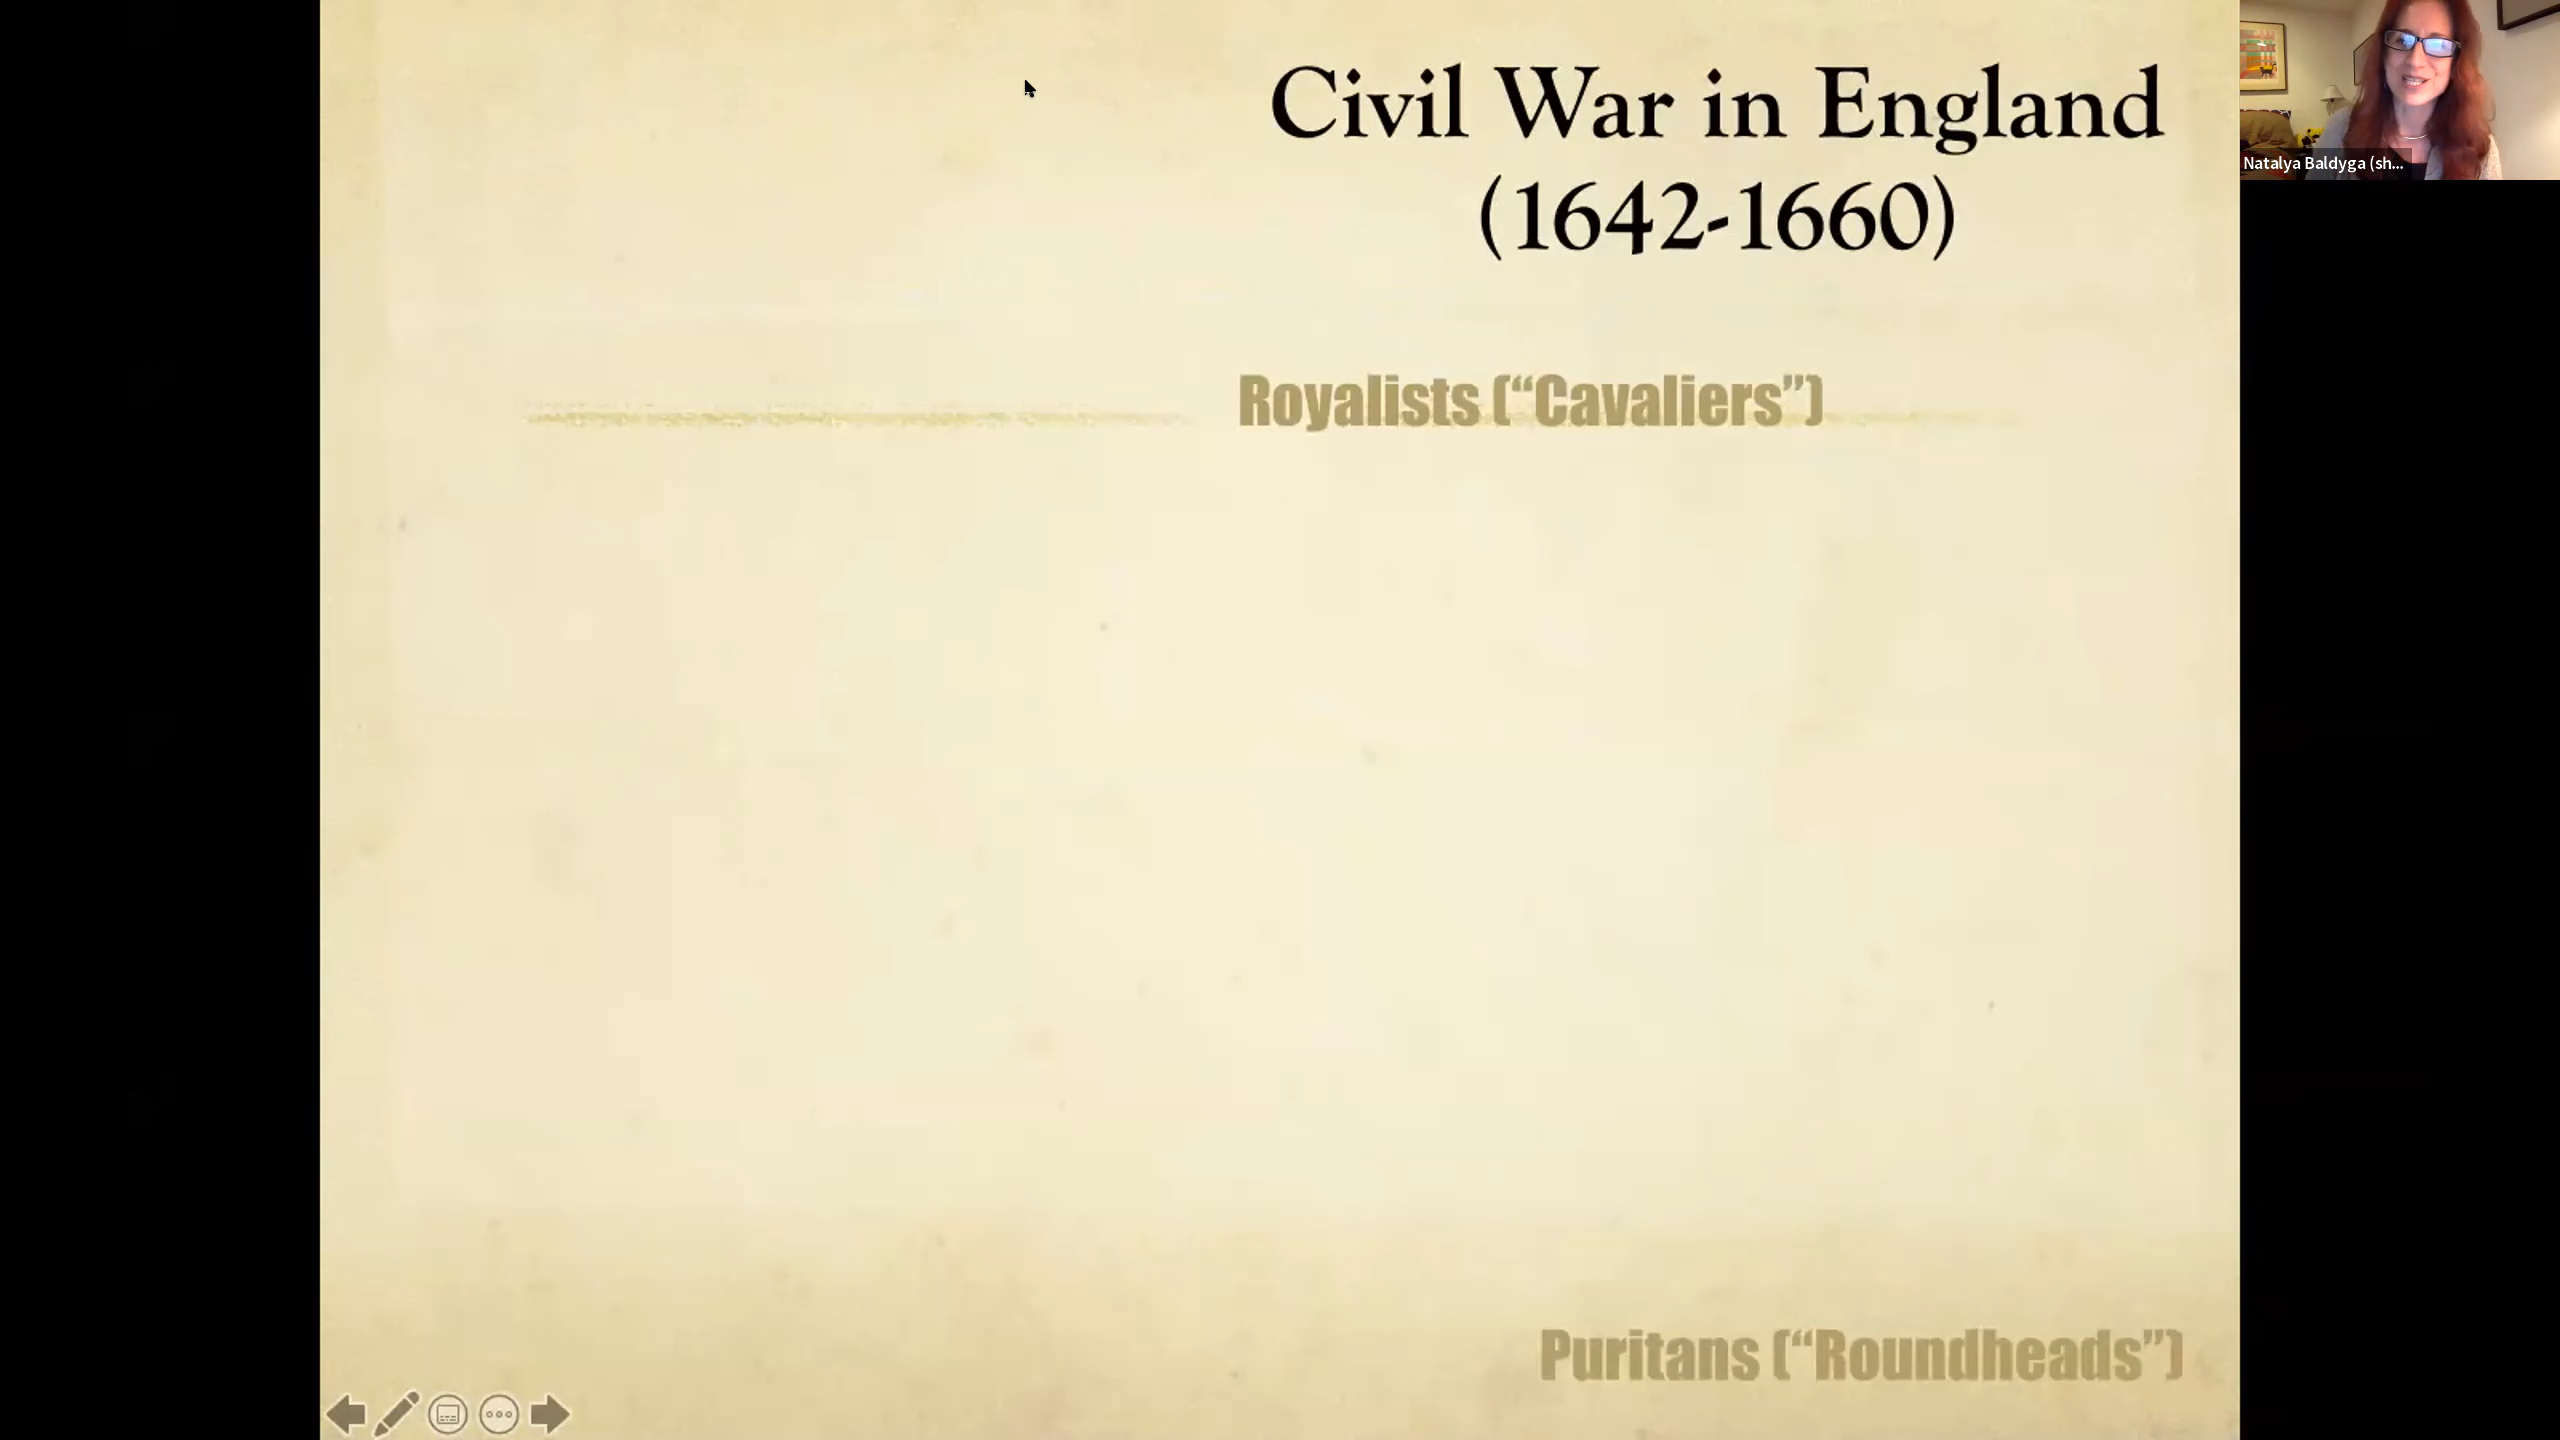 Civil War in England
(1642-1660)
Natalya Baldyga (sh...
Royalists (“Cavaliers”)
Puritans (“Roundheads”)